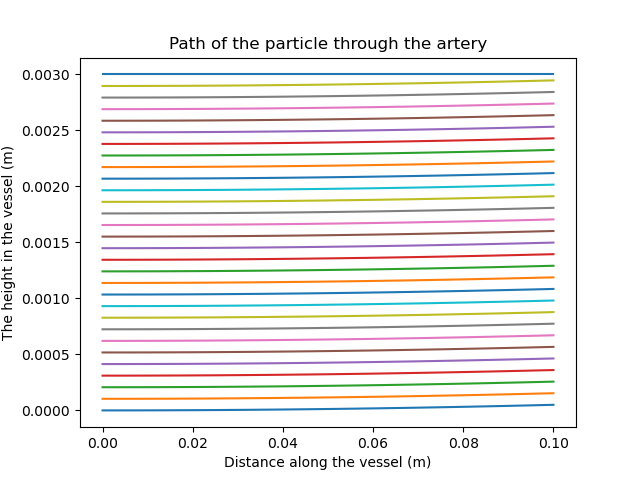 Path of the particle through the artery
The height in the vessel (m)
0.0030
0.0025
0.0020
0.0015
0.0010
0.0005
0.0000
0.00 0.02 0.04 0.06 0.08 0.10
Distance along the vessel (m)